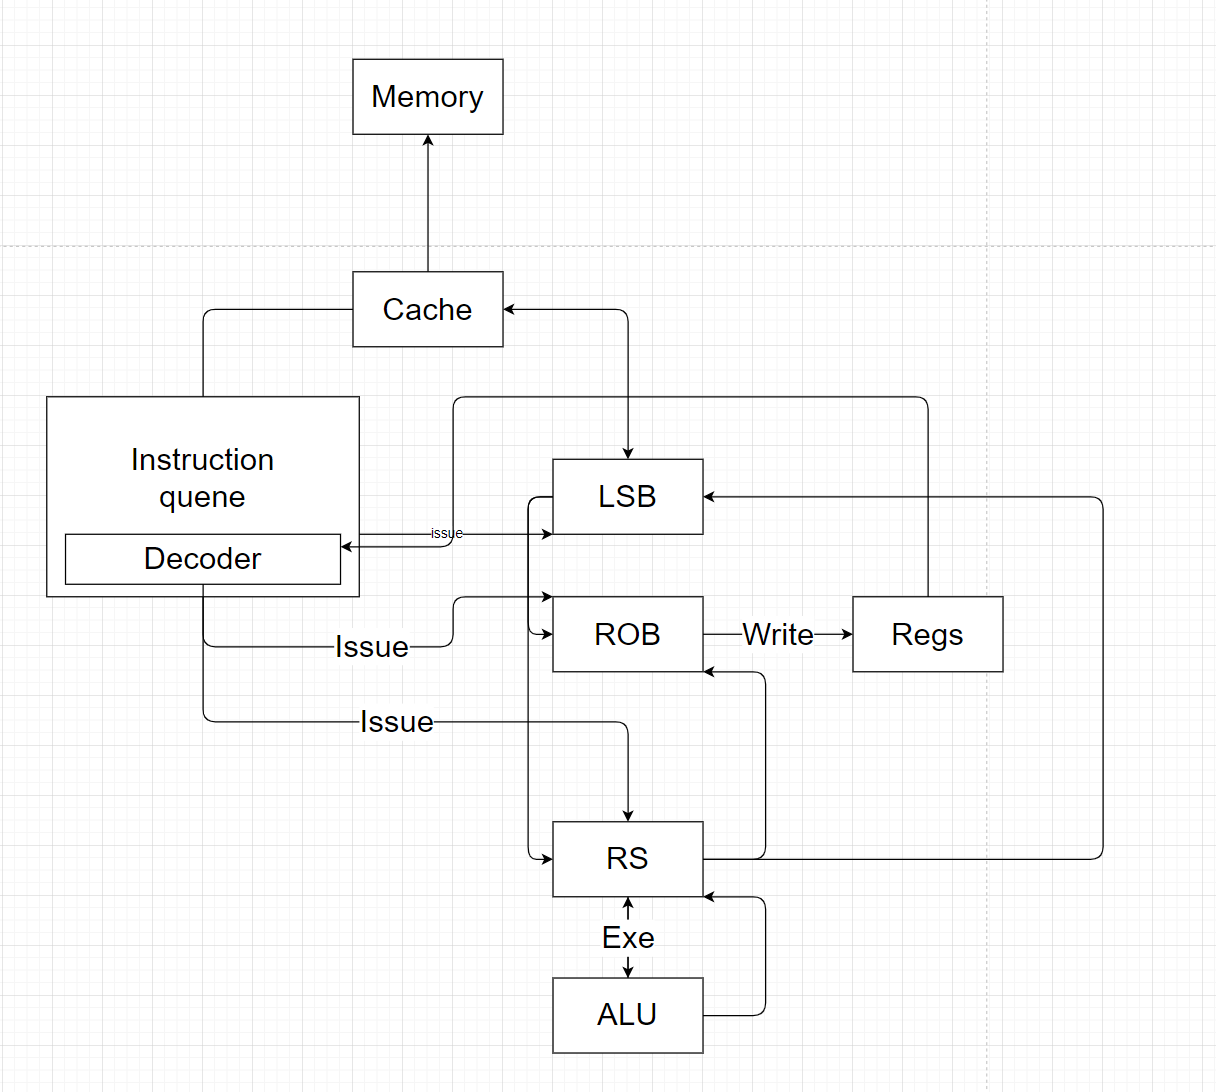 Memory
Cache
Instruction
quene
LSB
issue
Decoder
ROB
Write
Regs
Issue
Issue
RS
Exe
ALU